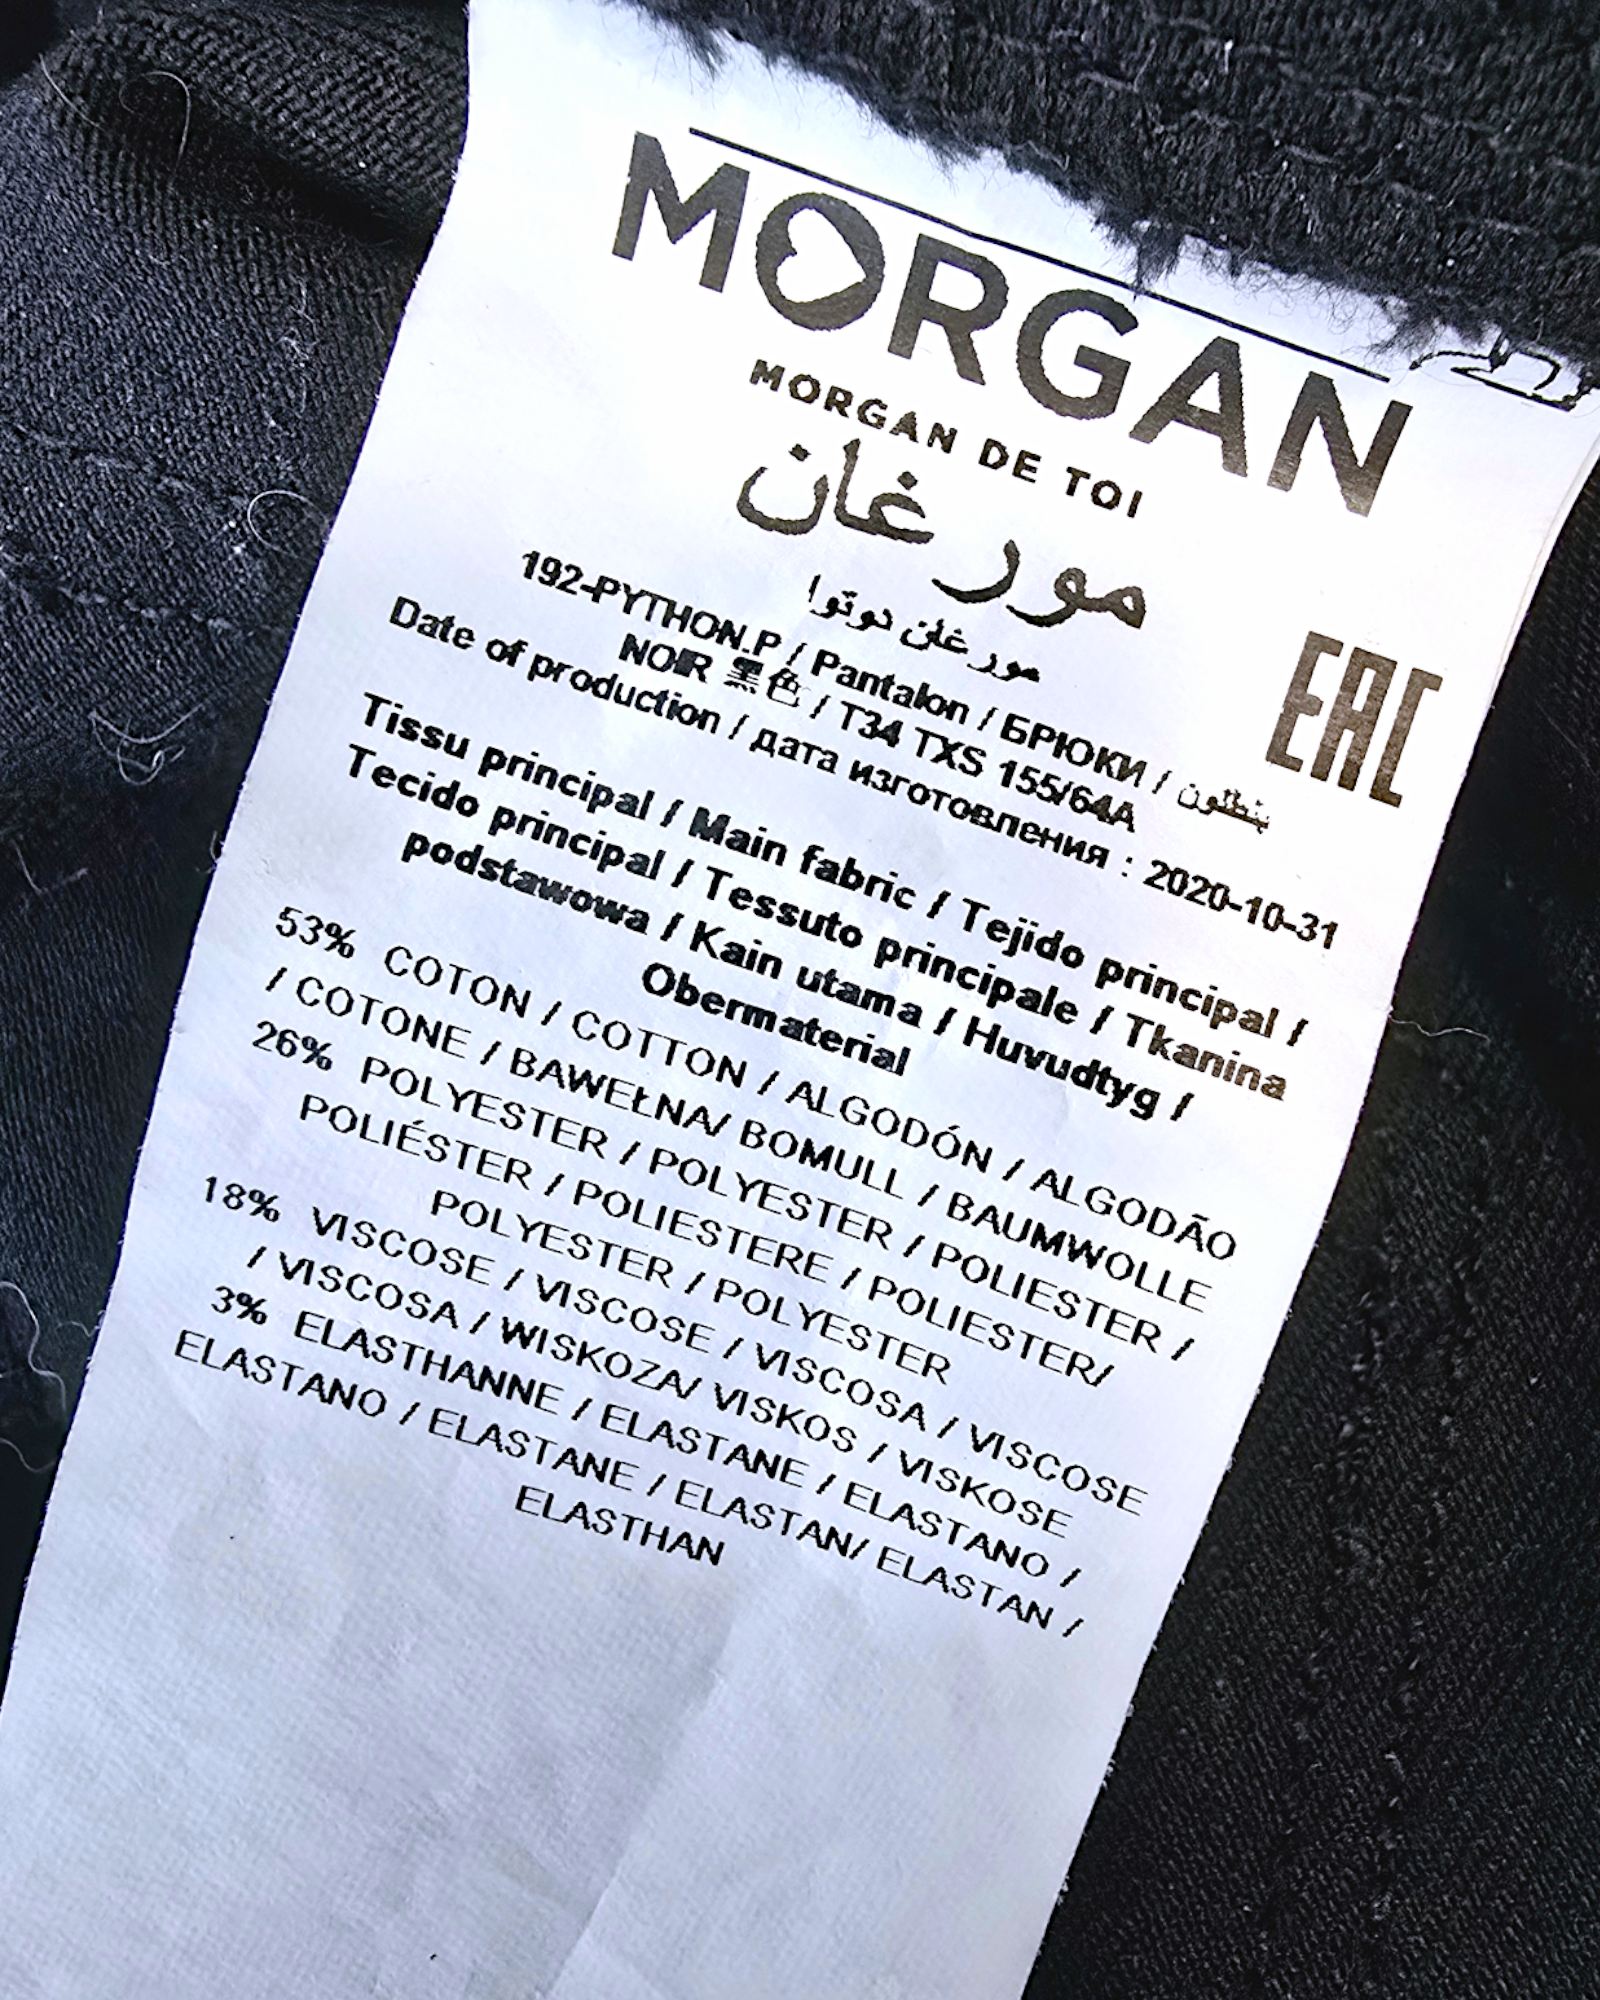 MORGAN
MORGAN DE TOI
مورغان
مورغان دوتوا
192-PYTHON.P / Pantalon / БРЮКИ / بنطلون
NOIR 黑色 / T34 TXS 155/64A
Date of production / дата изготовления : 2020-10-31
EAC
Tissu principal / Main fabric / Tejido principal /
Tecido principal / Tessuto principale / Tkanina
podstawowa / Kain utama / Huvudtyg /
Obermaterial
53% COTON / COTTON / ALGODÓN / ALGODÃO
/ COTONE / BAWEŁNA/ BOMULL / BAUMWOLLE
26% POLYESTER / POLYESTER / POLIESTER /
POLIÉSTER / POLIESTERE / POLIESTER/
POLYESTER / POLYESTER
18% VISCOSE / VISCOSE / VISCOSA / VISCOSE
/ VISCOSA / WISKOZA/ VISKOS / VISKOSE
3% ELASTHANNE / ELASTANE / ELASTANO /
ELASTANO / ELASTANE / ELASTAN/ ELASTAN /
ELASTHAN